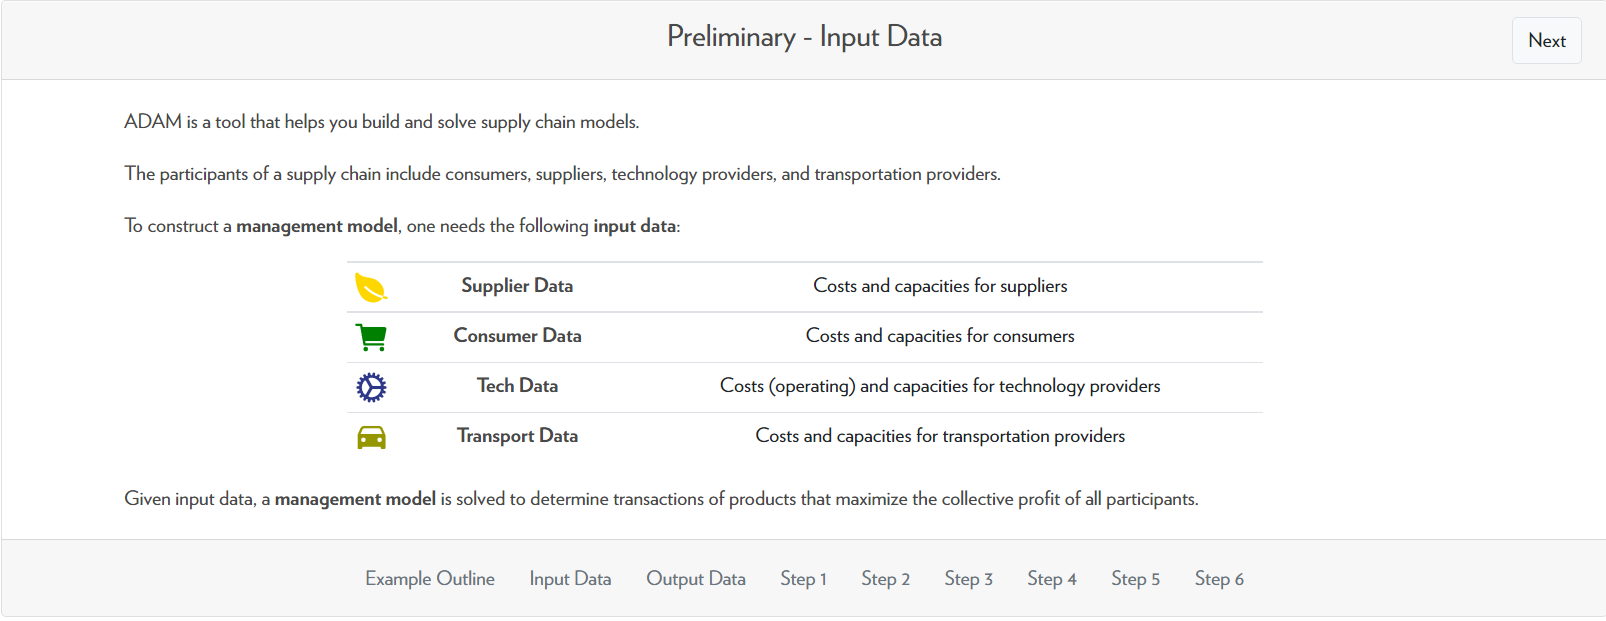 Preliminary - Input Data
Next
ADAM is a tool that helps you build and solve supply chain models.
The participants of a supply chain include consumers, suppliers, technology providers, and transportation providers.
To construct a management model, one needs the following input data:
Supplier Data Costs and capacities for suppliers
Consumer Data Costs and capacities for consumers
Tech Data Costs (operating) and capacities for technology providers
Transport Data Costs and capacities for transportation providers
Given input data, a management model is solved to determine transactions of products that maximize the collective profit of all participants.
Example Outline Input Data Output Data Step 1 Step 2 Step 3 Step 4 Step 5 Step 6